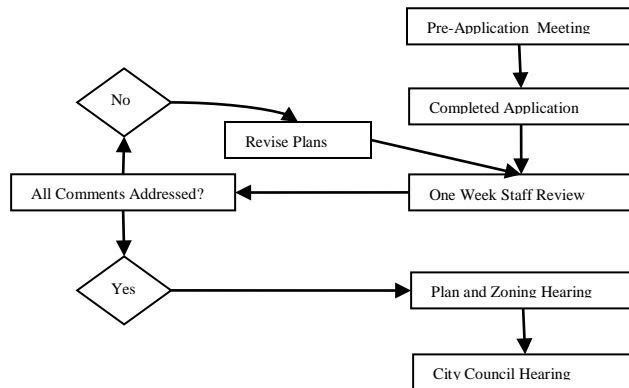 Pre-Application Meeting
No
Completed Application
Revise Plans
All Comments Addressed?
One Week Staff Review
Yes
Plan and Zoning Hearing
City Council Hearing